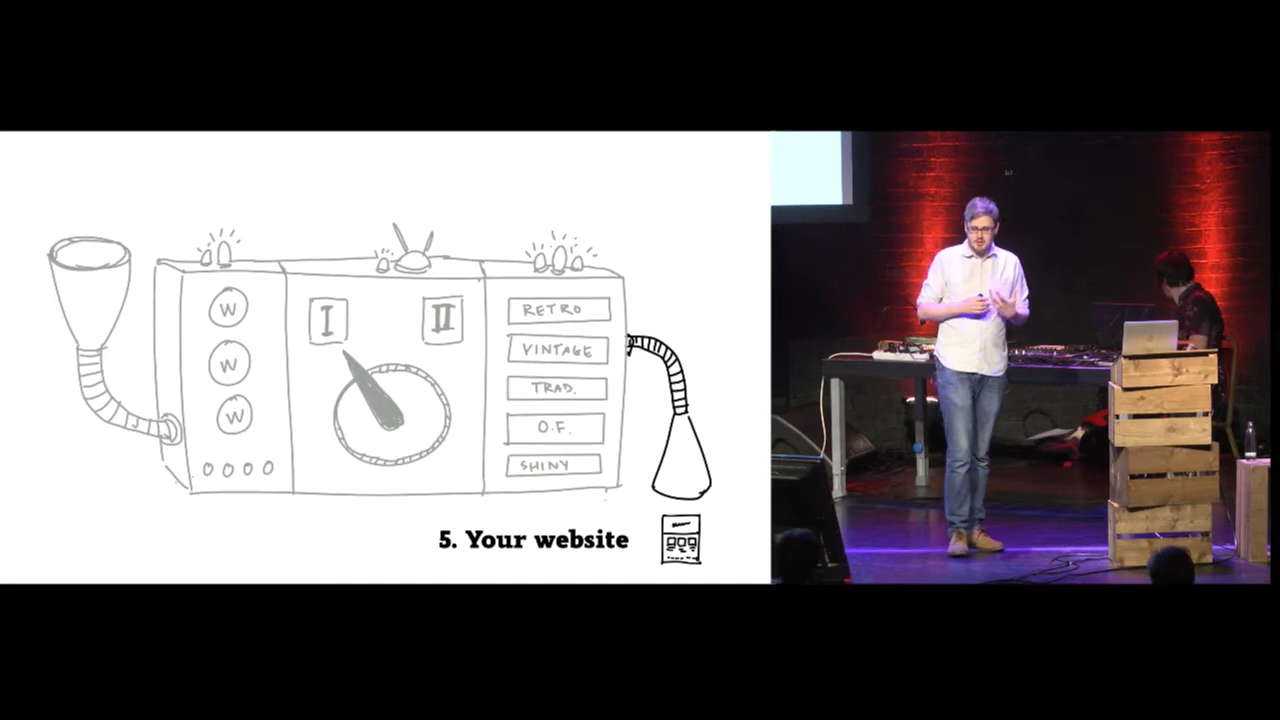 W
W
W
I
II
RETRO
VINTAGE
TRAD.
O.F.
SHINY
5. Your website